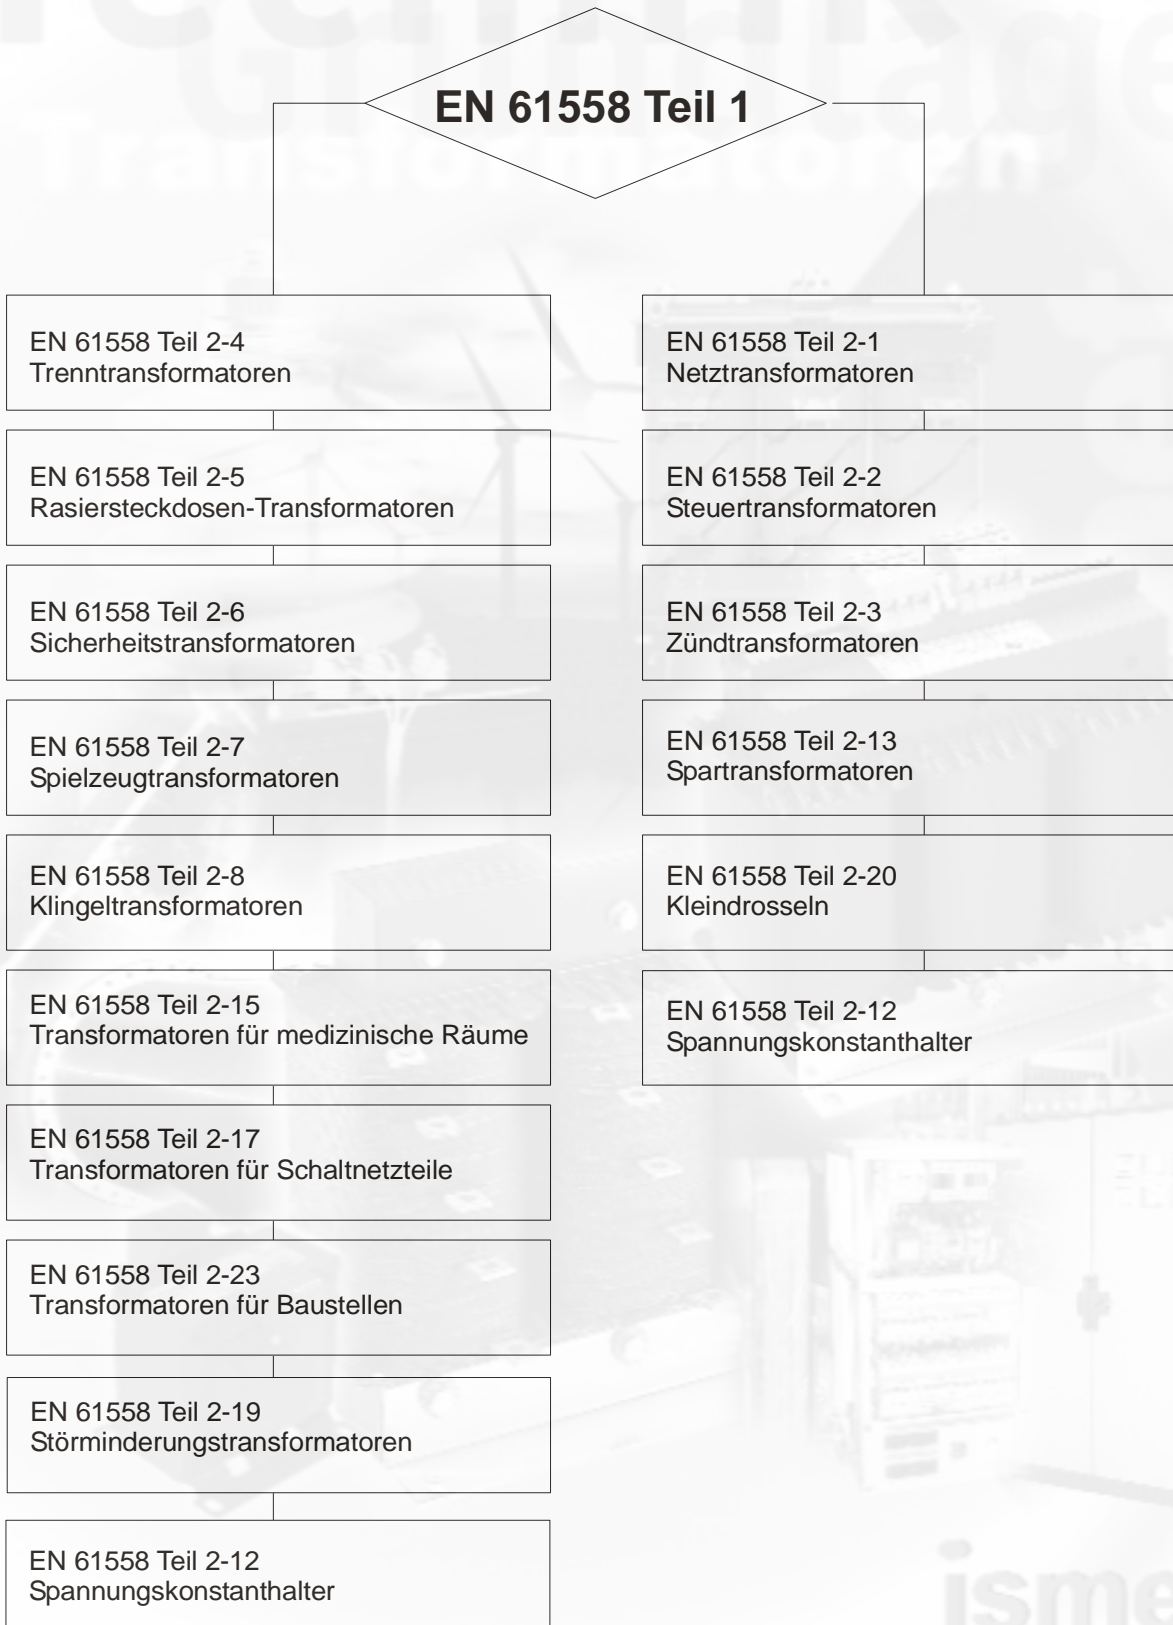 Technik
Grundlage
Transformatoren
EN 61558 Teil 1
EN 61558 Teil 2-4
Trenntransformatoren
EN 61558 Teil 2-5
Rasiersteckdosen-Transformatoren
EN 61558 Teil 2-6
Sicherheitstransformatoren
EN 61558 Teil 2-7
Spielzeugtransformatoren
EN 61558 Teil 2-8
Klingeltransformatoren
EN 61558 Teil 2-15
Transformatoren für medizinische Räume
EN 61558 Teil 2-17
Transformatoren für Schaltnetzteile
EN 61558 Teil 2-23
Transformatoren für Baustellen
EN 61558 Teil 2-19
Störminderungstransformatoren
EN 61558 Teil 2-12
Spannungskonstanthalter
EN 61558 Teil 2-1
Netztransformatoren
EN 61558 Teil 2-2
Steuertransformatoren
EN 61558 Teil 2-3
Zündtransformatoren
EN 61558 Teil 2-13
Spartransformatoren
EN 61558 Teil 2-20
Kleindrosseln
EN 61558 Teil 2-12
Spannungskonstanthalter
isme